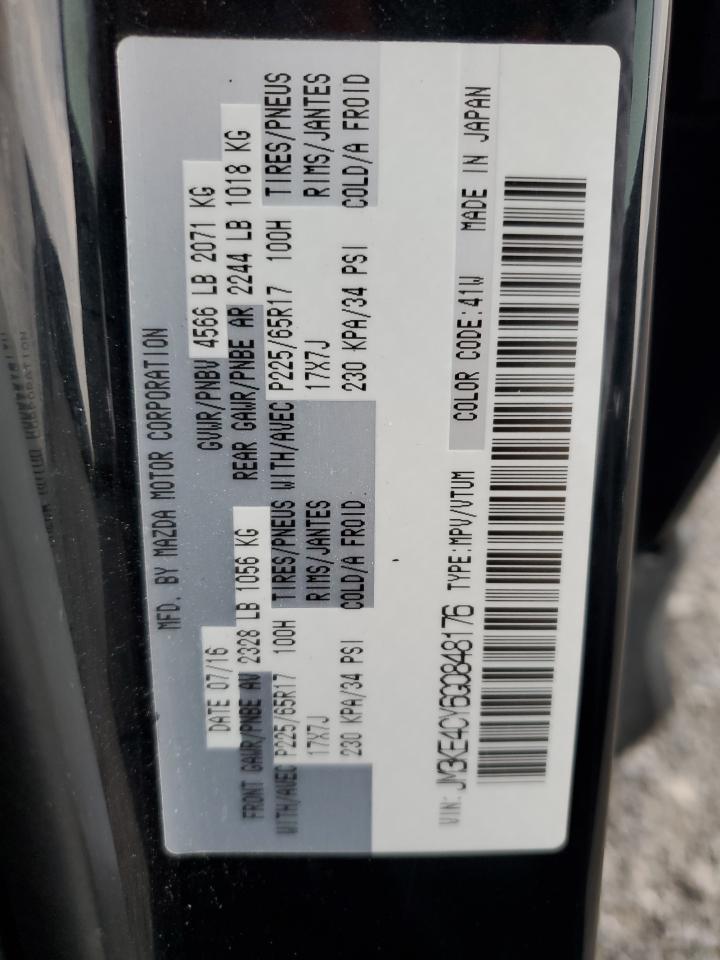 MFD. BY MAZDA MOTOR CORPORATION
DATE 07/16 GVWR/PNBV 4566 LB 2071 KG
FRONT GAWR/PNBE AV 2328 LB 1056 KG REAR GAWR/PNBE AR 2244 LB 1018 KG
WITH/AVEC P225/65R17 100H TIRES/PNEUS WITH/AVEC P225/65R17 100H TIRES/PNEUS
17X7J RIMS/JANTES 17X7J RIMS/JANTES
230 KPA/34 PSI COLD/A FROID 230 KPA/34 PSI COLD/A FROID
VIN: JM3KE4CY6G0848176 TYPE:MPV/VTUM COLOR CODE:41W MADE IN JAPAN